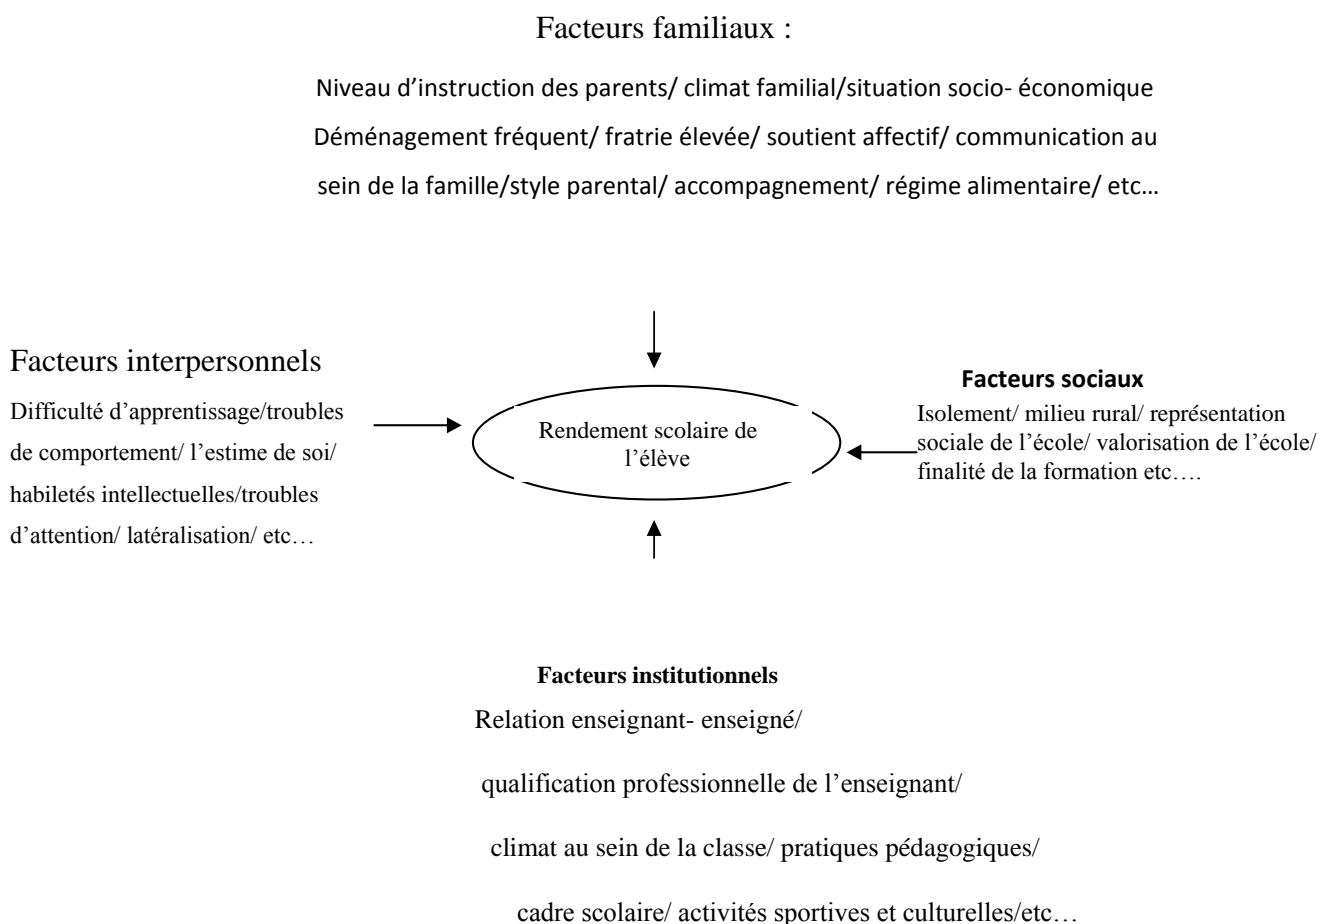 Facteurs familiaux :
Niveau d’instruction des parents/ climat familial/situation socio- économique
Déménagement fréquent/ fratrie élevée/ soutient affectif/ communication au
sein de la famille/style parental/ accompagnement/ régime alimentaire/ etc…
Facteurs interpersonnels
Difficulté d’apprentissage/troubles
de comportement/ l’estime de soi/
habiletés intellectuelles/troubles
d’attention/ latéralisation/ etc…
Rendement scolaire de
l’élève
Facteurs sociaux
Isolement/ milieu rural/ représentation
sociale de l’école/ valorisation de l’école/
finalité de la formation etc….
Facteurs institutionnels
Relation enseignant- enseigné/
qualification professionnelle de l’enseignant/
climat au sein de la classe/ pratiques pédagogiques/
cadre scolaire/ activités sportives et culturelles/etc…